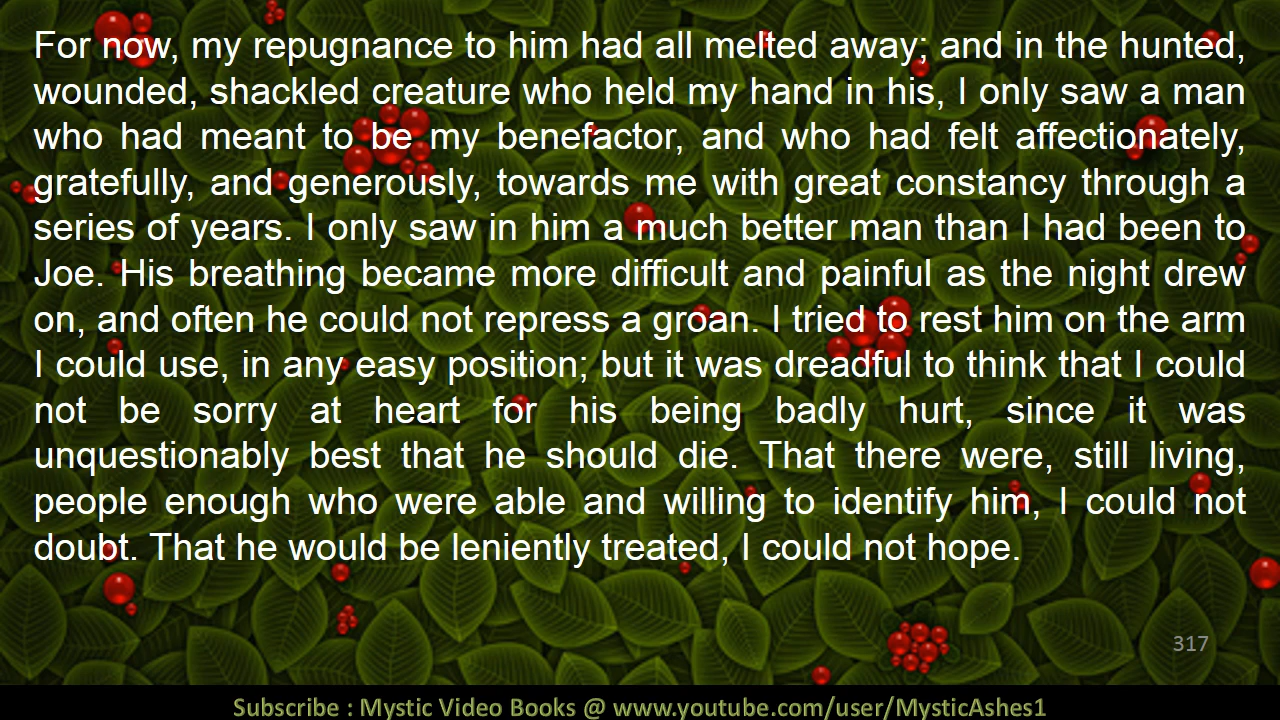 For now, my repugnance to him had all melted away; and in the hunted,
wounded, shackled creature who held my hand in his, I only saw a man
who had meant to be my benefactor, and who had felt affectionately,
gratefully, and generously, towards me with great constancy through a
series of years. I only saw in him a much better man than I had been to
Joe. His breathing became more difficult and painful as the night drew
on, and often he could not repress a groan. I tried to rest him on the arm
I could use, in any easy position; but it was dreadful to think that I could
not be sorry at heart for his being badly hurt, since it was
unquestionably best that he should die. That there were, still living,
people enough who were able and willing to identify him, I could not
doubt. That he would be leniently treated, I could not hope.
317
Subscribe : Mystic Video Books @ www.youtube.com/user/MysticAshes1